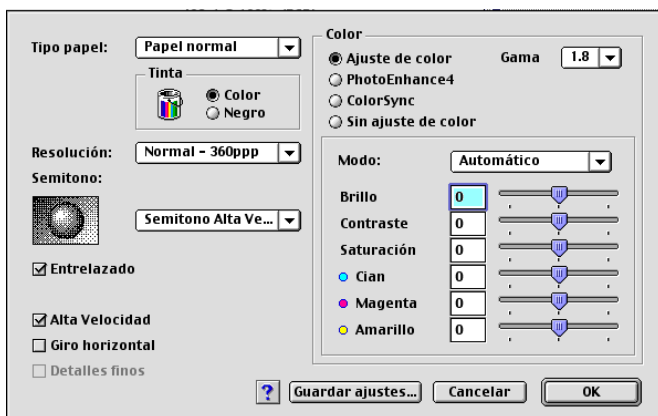 Tipo papel:
Papel normal
Tinta
Color
Negro
Resolución:
Normal - 360ppp
Semitono:
Semitono Alta Ve...
Entrelazado
Alta Velocidad
Giro horizontal
Detalles finos
Color
Ajuste de color
Gama
1.8
PhotoEnhance4
ColorSync
Sin ajuste de color
Modo:
Automático
Brillo
0
Contraste
0
Saturación
0
Cian
0
Magenta
0
Amarillo
0
?
Guardar ajustes...
Cancelar
OK